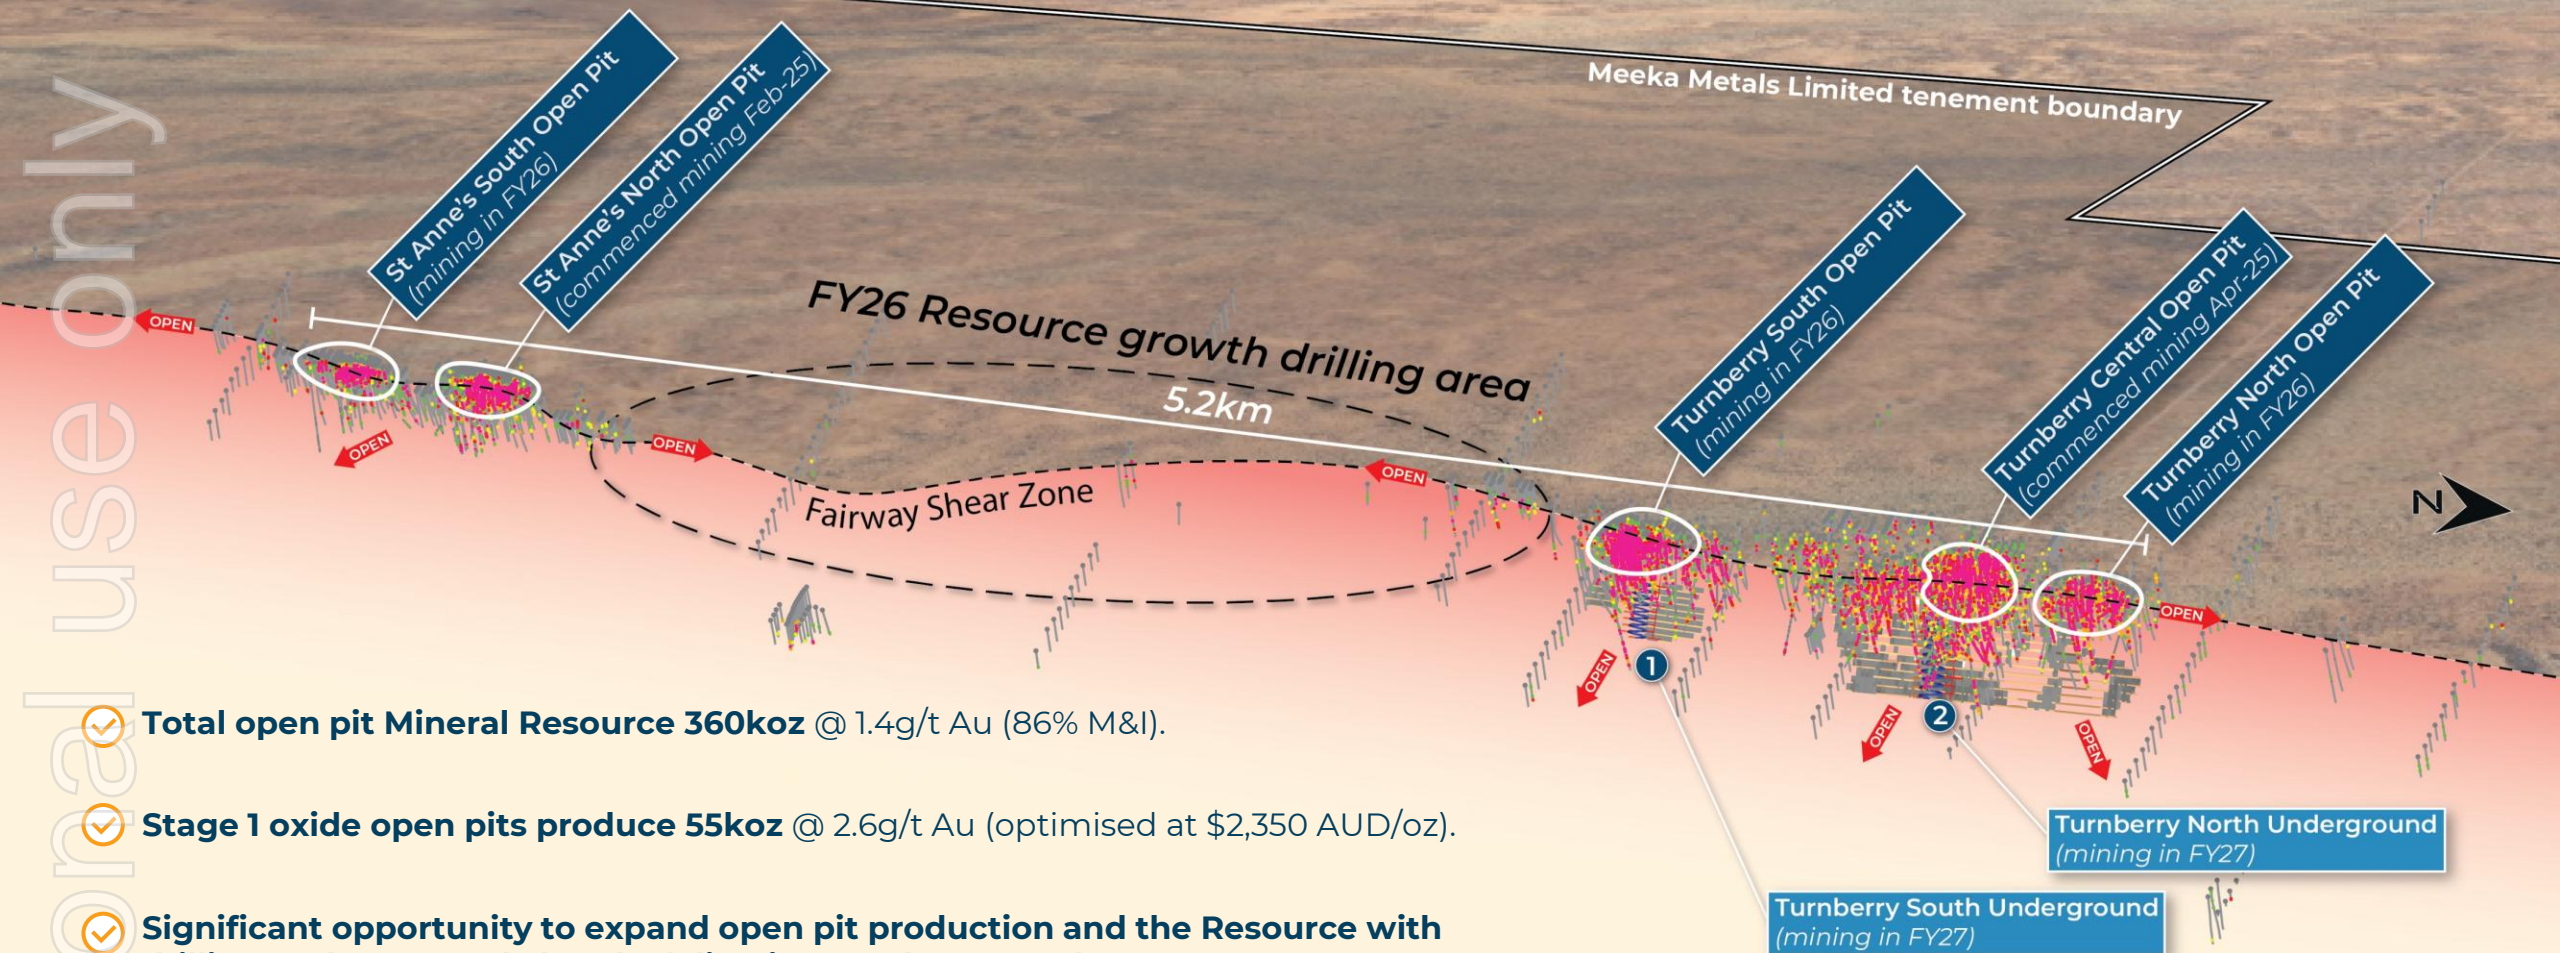 St Anne's South Open Pit
(mining in FY26)
St Anne's North Open Pit
(commenced mining Feb-25)
Meeka Metals Limited tenement boundary
Turnberry South Open Pit
(mining in FY26)
Turnberry Central Open Pit
(commenced mining Apr-25)
Turnberry North Open Pit
(mining in FY26)
FY26 Resource growth drilling area
5.2km
OPEN
OPEN
OPEN
OPEN
Fairway Shear Zone
N
OPEN
OPEN
OPEN
OPEN
1
2
Total open pit Mineral Resource 360koz @ 1.4g/t Au (86% M&I).
Stage 1 oxide open pits produce 55koz @ 2.6g/t Au (optimised at $2,350 AUD/oz).
Significant opportunity to expand open pit production and the Resource with
Turnberry North Underground
(mining in FY27)
Turnberry South Underground
(mining in FY27)
onal use only